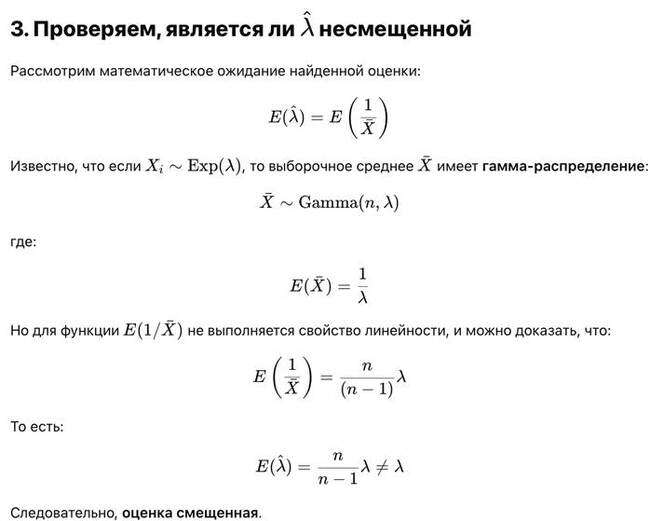 3. Проверяем, является ли λ̂ несмещенной
Рассмотрим математическое ожидание найденной оценки:
E(λ̂) = E(1/X̄)
Известно, что если Xᵢ ∼ Exp(λ), то выборочное среднее X̄ имеет гамма-распределение:
X̄ ∼ Gamma(n, λ)
где:
E(X̄) = 1/λ
Но для функции E(1/X̄) не выполняется свойство линейности, и можно доказать, что:
E(1/X̄) = n/(n − 1) λ
То есть:
E(λ̂) = n/(n − 1) λ ≠ λ
Следовательно, оценка смещенная.